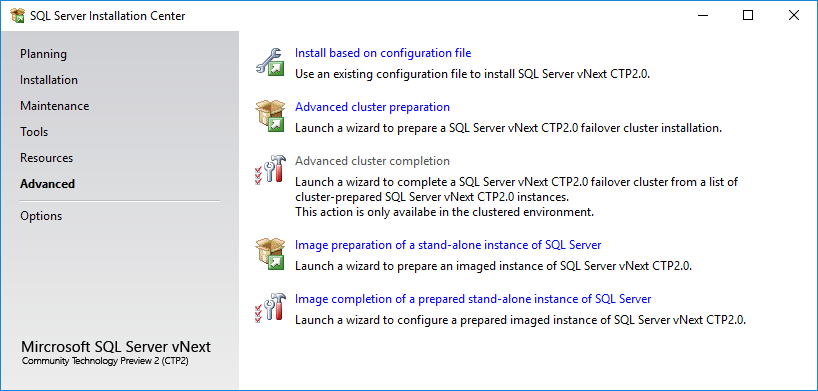 SQL Server Installation Center
Planning
Installation
Maintenance
Tools
Resources
Advanced
Options
Mircrosoft SQL Server vNext
Community Technology Preview 2 (CTP2)
Install based on configuration file
Use an existing configuration file to install SQL Server vNext CTP2.0.
Advanced cluster preparation
Launch a wizard to prepare a SQL Server vNext CTP2.0 failover cluster installation.
Advanced cluster completion
Launch a wizard to complete a SQL Server vNext CTP2.0 failover cluster from a list of
cluster-prepared SQL Server vNext CTP2.0 instances.
This action is only availabe in the clustered environment.
Image preparation of a stand-alone instance of SQL Server
Launch a wizard to prepare an imaged instance of SQL Server vNext CTP2.0.
Image completion of a prepared stand-alone instance of SQL Server
Launch a wizard to configure a prepared imaged instance of SQL Server vNext CTP2.0.